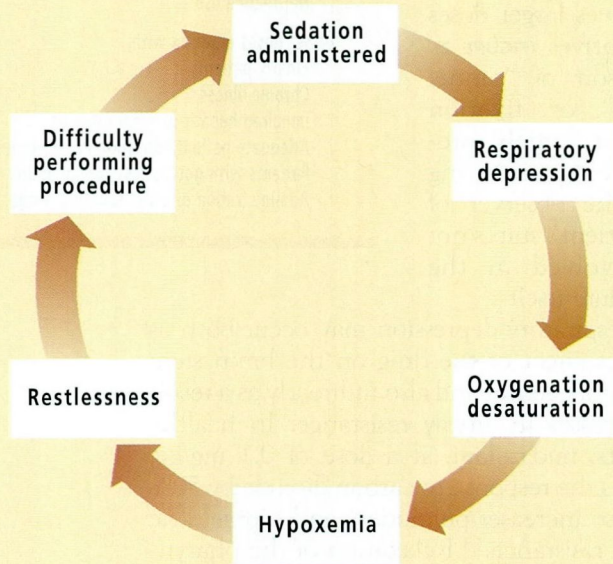 Sedation
administered
Respiratory
depression
Oxygenation
desaturation
Hypoxemia
Restlessness
Difficulty
performing
procedure